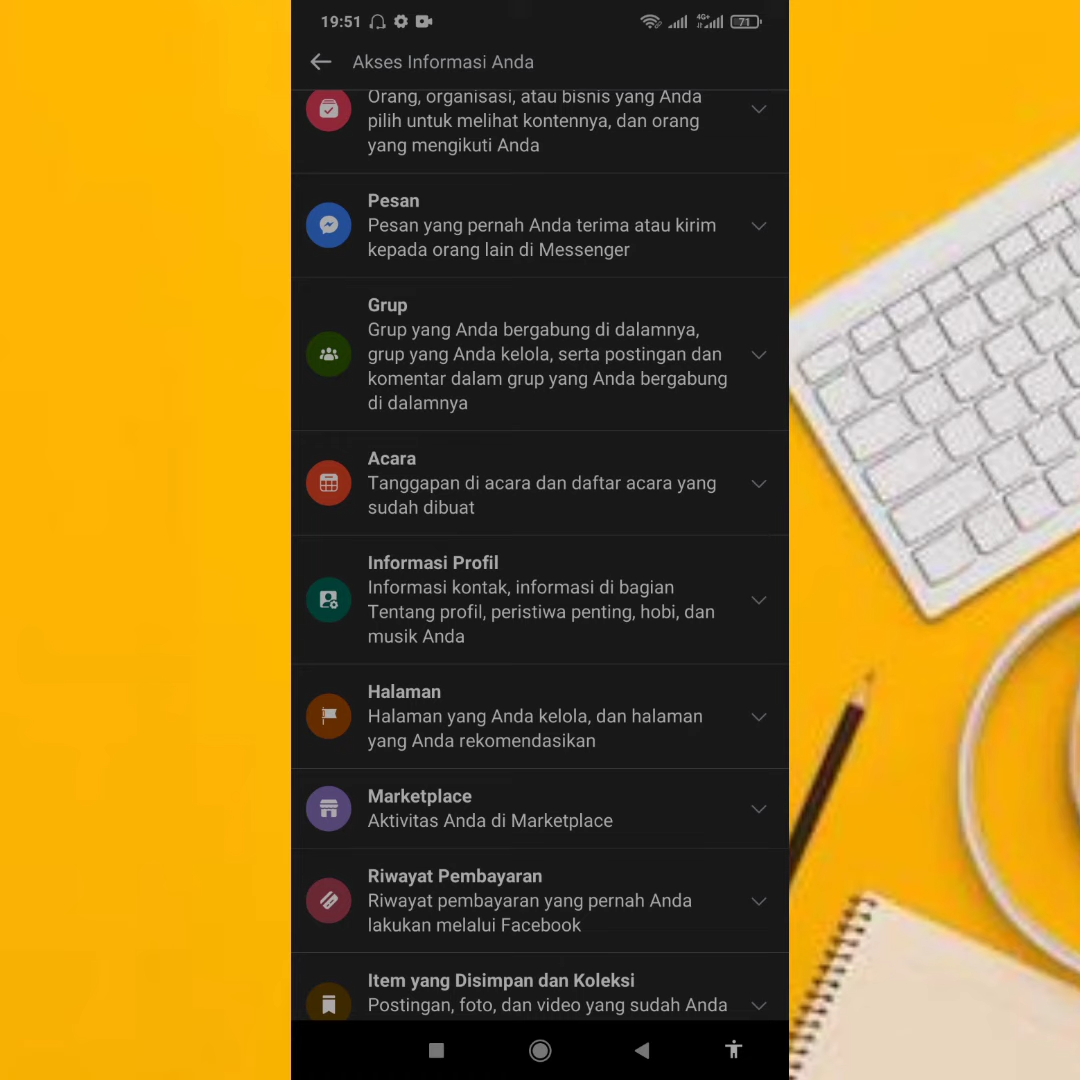 19:51
4G+
71
Akses Informasi Anda
Orang, organisasi, atau bisnis yang Anda
pilih untuk melihat kontennya, dan orang
yang mengikuti Anda
Pesan
Pesan yang pernah Anda terima atau kirim
kepada orang lain di Messenger
Grup
Grup yang Anda bergabung di dalamnya,
grup yang Anda kelola, serta postingan dan
komentar dalam grup yang Anda bergabung
di dalamnya
Acara
Tanggapan di acara dan daftar acara yang
sudah dibuat
Informasi Profil
Informasi kontak, informasi di bagian
Tentang profil, peristiwa penting, hobi, dan
musik Anda
Halaman
Halaman yang Anda kelola, dan halaman
yang Anda rekomendasikan
Marketplace
Aktivitas Anda di Marketplace
Riwayat Pembayaran
Riwayat pembayaran yang pernah Anda
lakukan melalui Facebook
Item yang Disimpan dan Koleksi
Postingan, foto, dan video yang sudah Anda